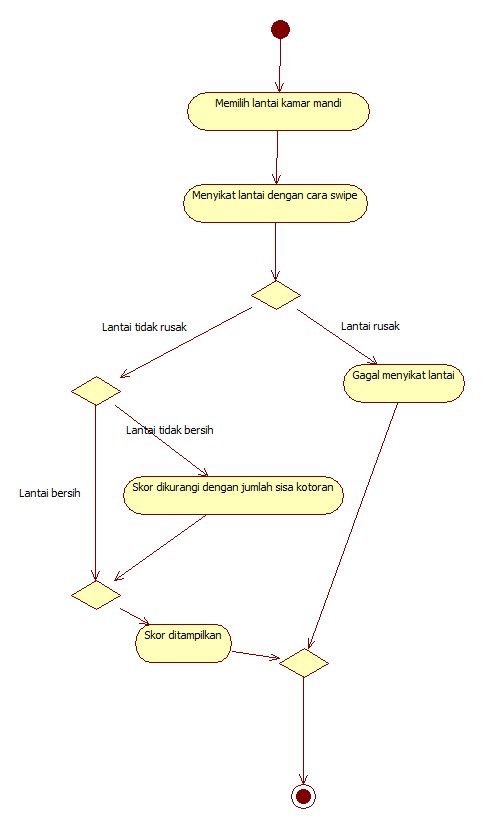 Memilih lantai kamar mandi
Menyikat lantai dengan cara swipe
Lantai tidak rusak
Lantai rusak
Gagal menyikat lantai
Lantai tidak bersih
Skor dikurangi dengan jumlah sisa kotoran
Lantai bersih
Skor ditampilkan